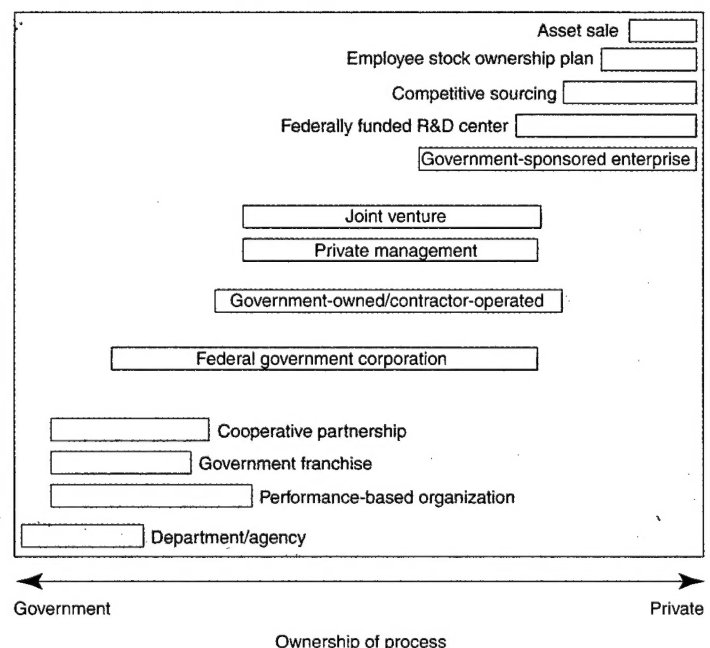 Asset sale
Employee stock ownership plan
Competitive sourcing
Federally funded R&D center
Government-sponsored enterprise
Joint venture
Private management
Government-owned/contractor-operated
Federal government corporation
Cooperative partnership
Government franchise
Performance-based organization
Department/agency
Government
Private
Ownership of process